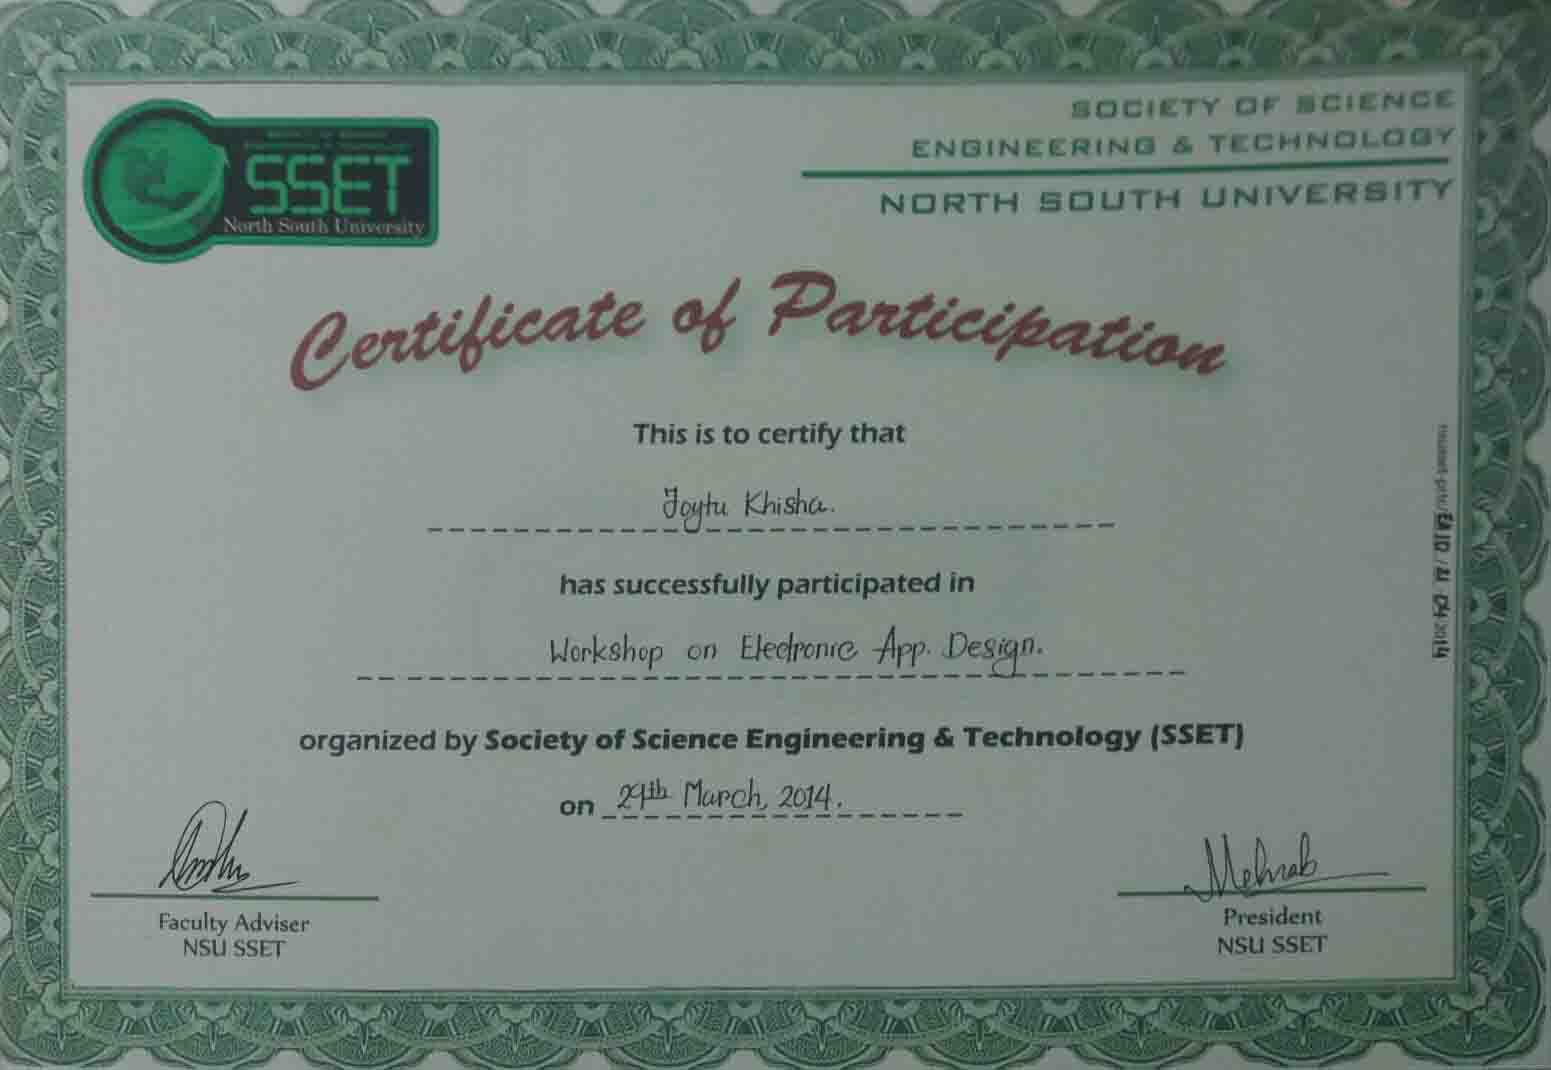 SSET
North South University
SOCIETY OF SCIENCE
ENGINEERING & TECHNOLOGY
NORTH SOUTH UNIVERSITY
Certificate of Participation
This is to certify that
Joytu Khisha.
has successfully participated in
Workshop on Electronic App. Design.
organized by Society of Science Engineering & Technology (SSET)
on 29th March, 2014.
Mehrab
Faculty Adviser
NSU SSET
President
NSU SSET